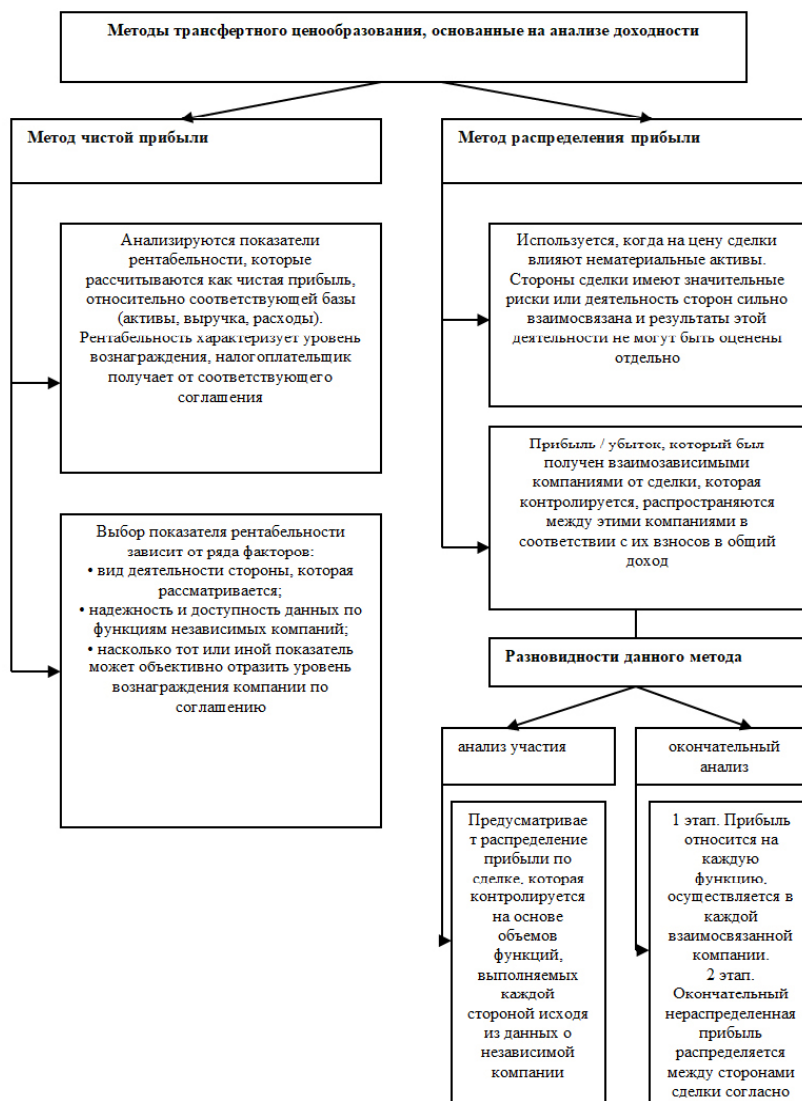 Методы трансфертного ценообразования, основанные на анализе доходности
Метод чистой прибыли
Анализируются показатели
рентабельности, которые
рассчитываются как чистая прибыль,
относительно соответствующей базы
(активы, выручка, расходы).
Рентабельность характеризует уровень
вознаграждения, налогоплательщик
получает от соответствующего
соглашения
Выбор показателя рентабельности
зависит от ряда факторов:
• вид деятельности стороны, которая
рассматривается;
• надежность и доступность данных по
функциям независимых компаний;
• насколько тот или иной показатель
может объективно отразить уровень
вознаграждения компании по
соглашению
Метод распределения прибыли
Используется, когда на цену сделки
влияют нематериальные активы.
Стороны сделки имеют значительные
риски или деятельность сторон сильно
взаимосвязана и результаты этой
деятельности не могут быть оценены
отдельно
Прибыль / убыток, который был
получен взаимозависимыми
компаниями от сделки, которая
контролируется, распространяются
между этими компаниями в
соответствии с их взносов в общий
доход
Разновидности данного метода
анализ участия
Предусматривае
т распределение
прибыли по
сделке, которая
контролируется
на основе
объемов
функций,
выполняемых
каждой
стороной исходя
из данных о
независимой
компании
окончательный
анализ
1 этап. Прибыль
относится на
каждую
функцию,
осуществляется в
каждой
взаимосвязанной
компании.
2 этап.
Окончательный
нераспределенная
прибыль
распределяется
между сторонами
сделки согласно